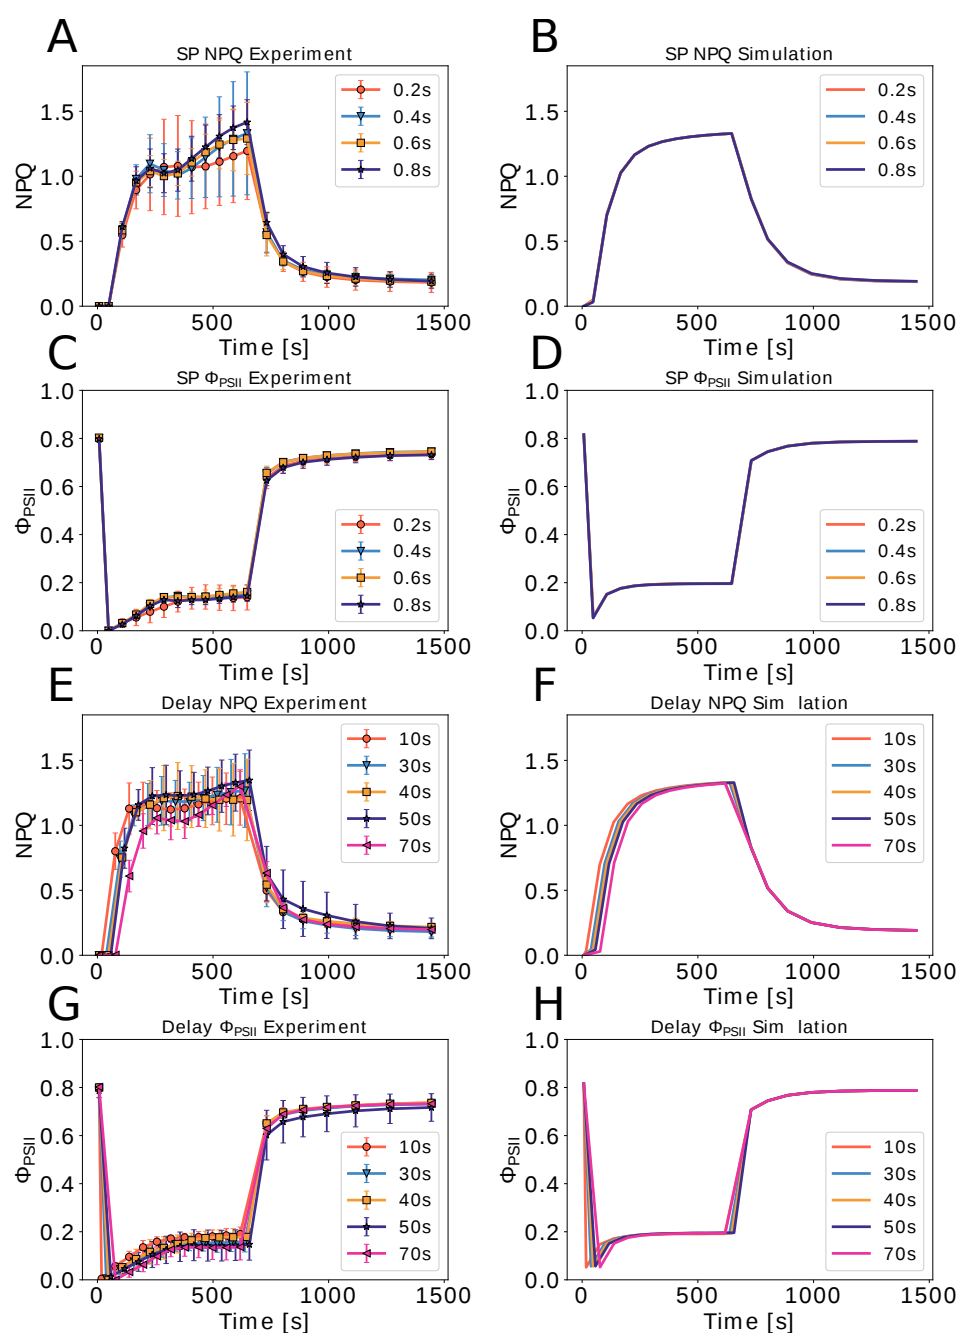 A
SP NPQ Experiment
NPQ
1.5
1.0
0.5
0.0
0.2s
0.4s
0.6s
0.8s
0 500 1000 1500
Time [s]
B
SP NPQ Simulation
NPQ
1.5
1.0
0.5
0.0
0.2s
0.4s
0.6s
0.8s
0 500 1000 1500
Time [s]
C
SP ΦPSII Experiment
ΦPSII
1.0
0.8
0.6
0.4
0.2
0.0
0.2s
0.4s
0.6s
0.8s
0 500 1000 1500
Time [s]
D
SP ΦPSII Simulation
ΦPSII
1.0
0.8
0.6
0.4
0.2
0.0
0.2s
0.4s
0.6s
0.8s
0 500 1000 1500
Time [s]
E
Delay NPQ Experiment
NPQ
1.5
1.0
0.5
0.0
10s
30s
40s
50s
70s
0 500 1000 1500
Time [s]
F
Delay NPQ Sim lation
NPQ
1.5
1.0
0.5
0.0
10s
30s
40s
50s
70s
0 500 1000 1500
Time [s]
G
Delay ΦPSII Experiment
ΦPSII
1.0
0.8
0.6
0.4
0.2
0.0
10s
30s
40s
50s
70s
0 500 1000 1500
Time [s]
H
Delay ΦPSII Sim lation
ΦPSII
1.0
0.8
0.6
0.4
0.2
0.0
10s
30s
40s
50s
70s
0 500 1000 1500
Time [s]